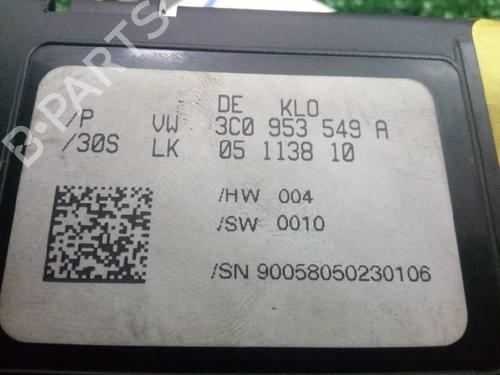 DE KLO
/P VW 3C0 953 549 A
/30S LK 05 1138 10
/HW 004
/SW 0010
/SN 90058050230106
B-PARTS